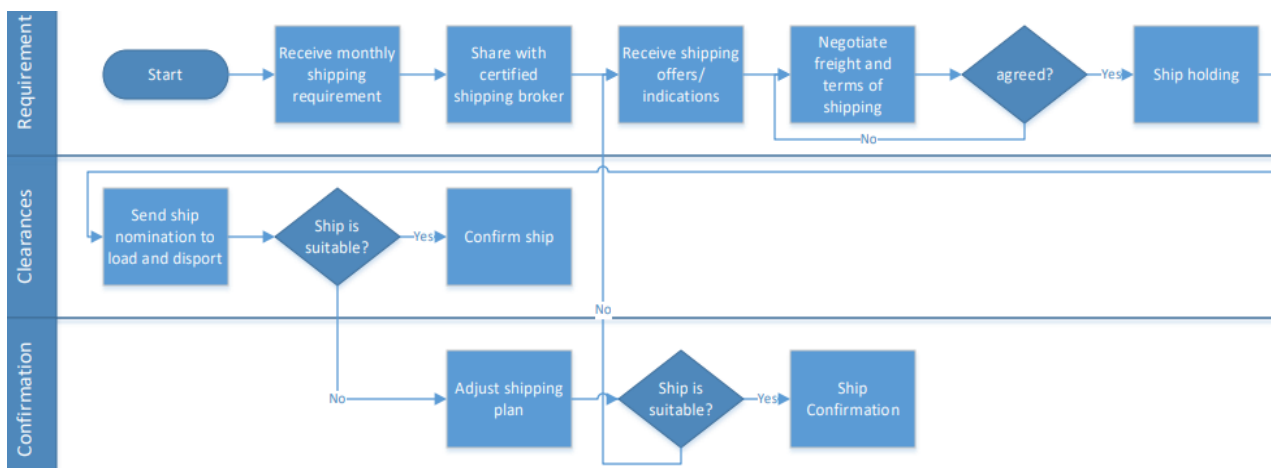 Requirement
Start
Receive monthly
shipping
requirement
Share with
certified
shipping broker
Receive shipping
offers/
indications
Negotiate
freight and
terms of
shipping
agreed?
Yes
Ship holding
No
Clearances
Send ship
nomination to
load and disport
Ship is
suitable?
Yes
Confirm ship
No
Confirmation
No
Adjust shipping
plan
Ship is
suitable?
Yes
Ship
Confirmation